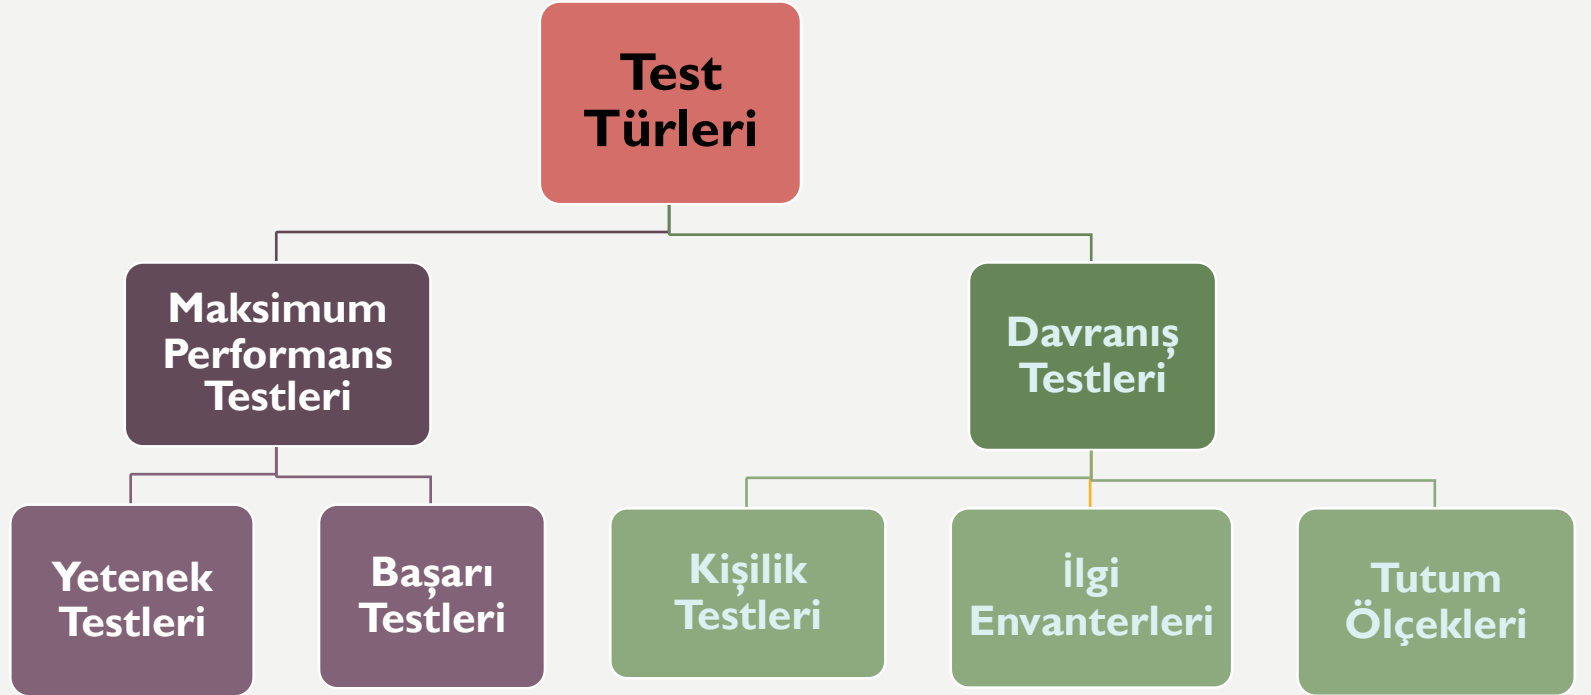 Test
Türleri
Maksimum
Performans
Testleri
Davranış
Testleri
Yetenek
Testleri
Başarı
Testleri
Kişilik
Testleri
İlgi
Envanterleri
Tutum
Ölçekleri